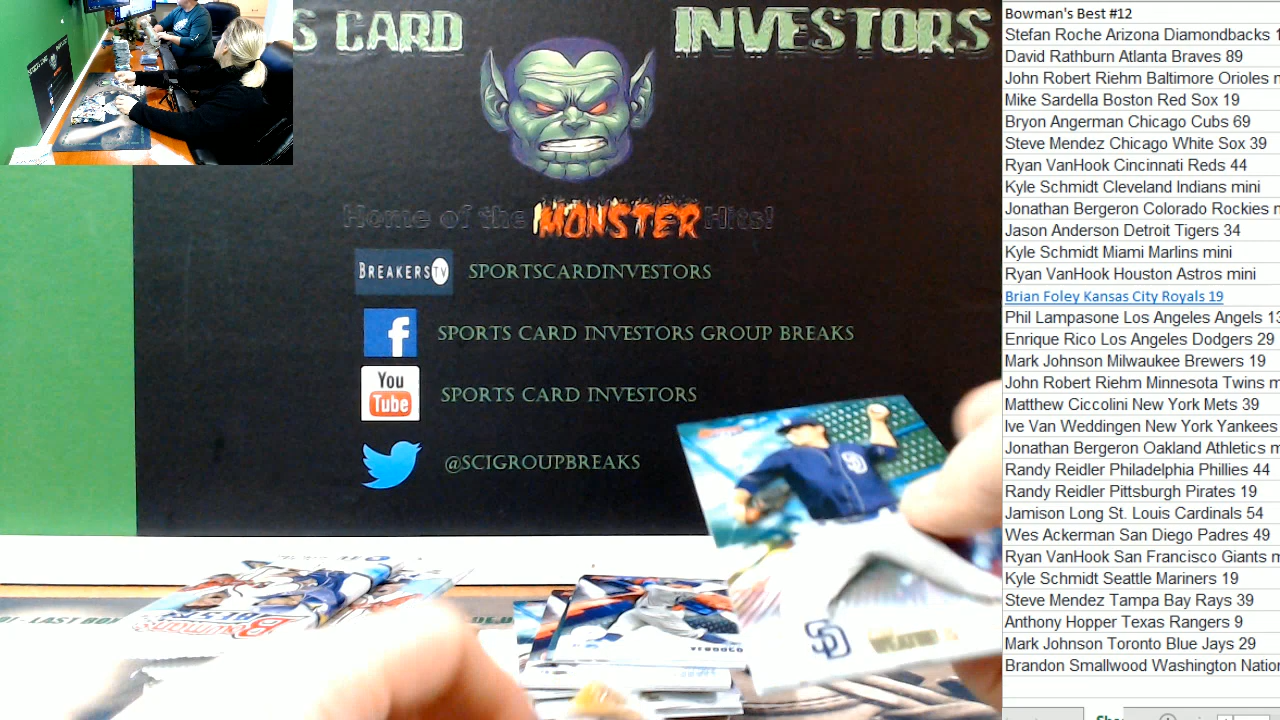 S CARD INVESTORS
Home of the MONSTER Hits!
BREAKERS TV SPORTSCARDINVESTORS
f SPORTS CARD INVESTORS GROUP BREAKS
You Tube SPORTS CARD INVESTORS
@SCIGROUPBREAKS
SD
Bowman's Best #12
Stefan Roche Arizona Diamondbacks 1
David Rathburn Atlanta Braves 89
John Robert Riehm Baltimore Orioles m
Mike Sardella Boston Red Sox 19
Bryon Angerman Chicago Cubs 69
Steve Mendez Chicago White Sox 39
Ryan VanHook Cincinnati Reds 44
Kyle Schmidt Cleveland Indians mini
Jonathan Bergeron Colorado Rockies m
Jason Anderson Detroit Tigers 34
Kyle Schmidt Miami Marlins mini
Ryan VanHook Houston Astros mini
Brian Foley Kansas City Royals 19
Phil Lampasone Los Angeles Angels 13
Enrique Rico Los Angeles Dodgers 29
Mark Johnson Milwaukee Brewers 19
John Robert Riehm Minnesota Twins m
Matthew Ciccolini New York Mets 39
Ive Van Weddingen New York Yankees
Jonathan Bergeron Oakland Athletics m
Randy Reidler Philadelphia Phillies 44
Randy Reidler Pittsburgh Pirates 19
Jamison Long St. Louis Cardinals 54
Wes Ackerman San Diego Padres 49
Ryan VanHook San Francisco Giants m
Kyle Schmidt Seattle Mariners 19
Steve Mendez Tampa Bay Rays 39
Anthony Hopper Texas Rangers 9
Mark Johnson Toronto Blue Jays 29
Brandon Smallwood Washington Nation